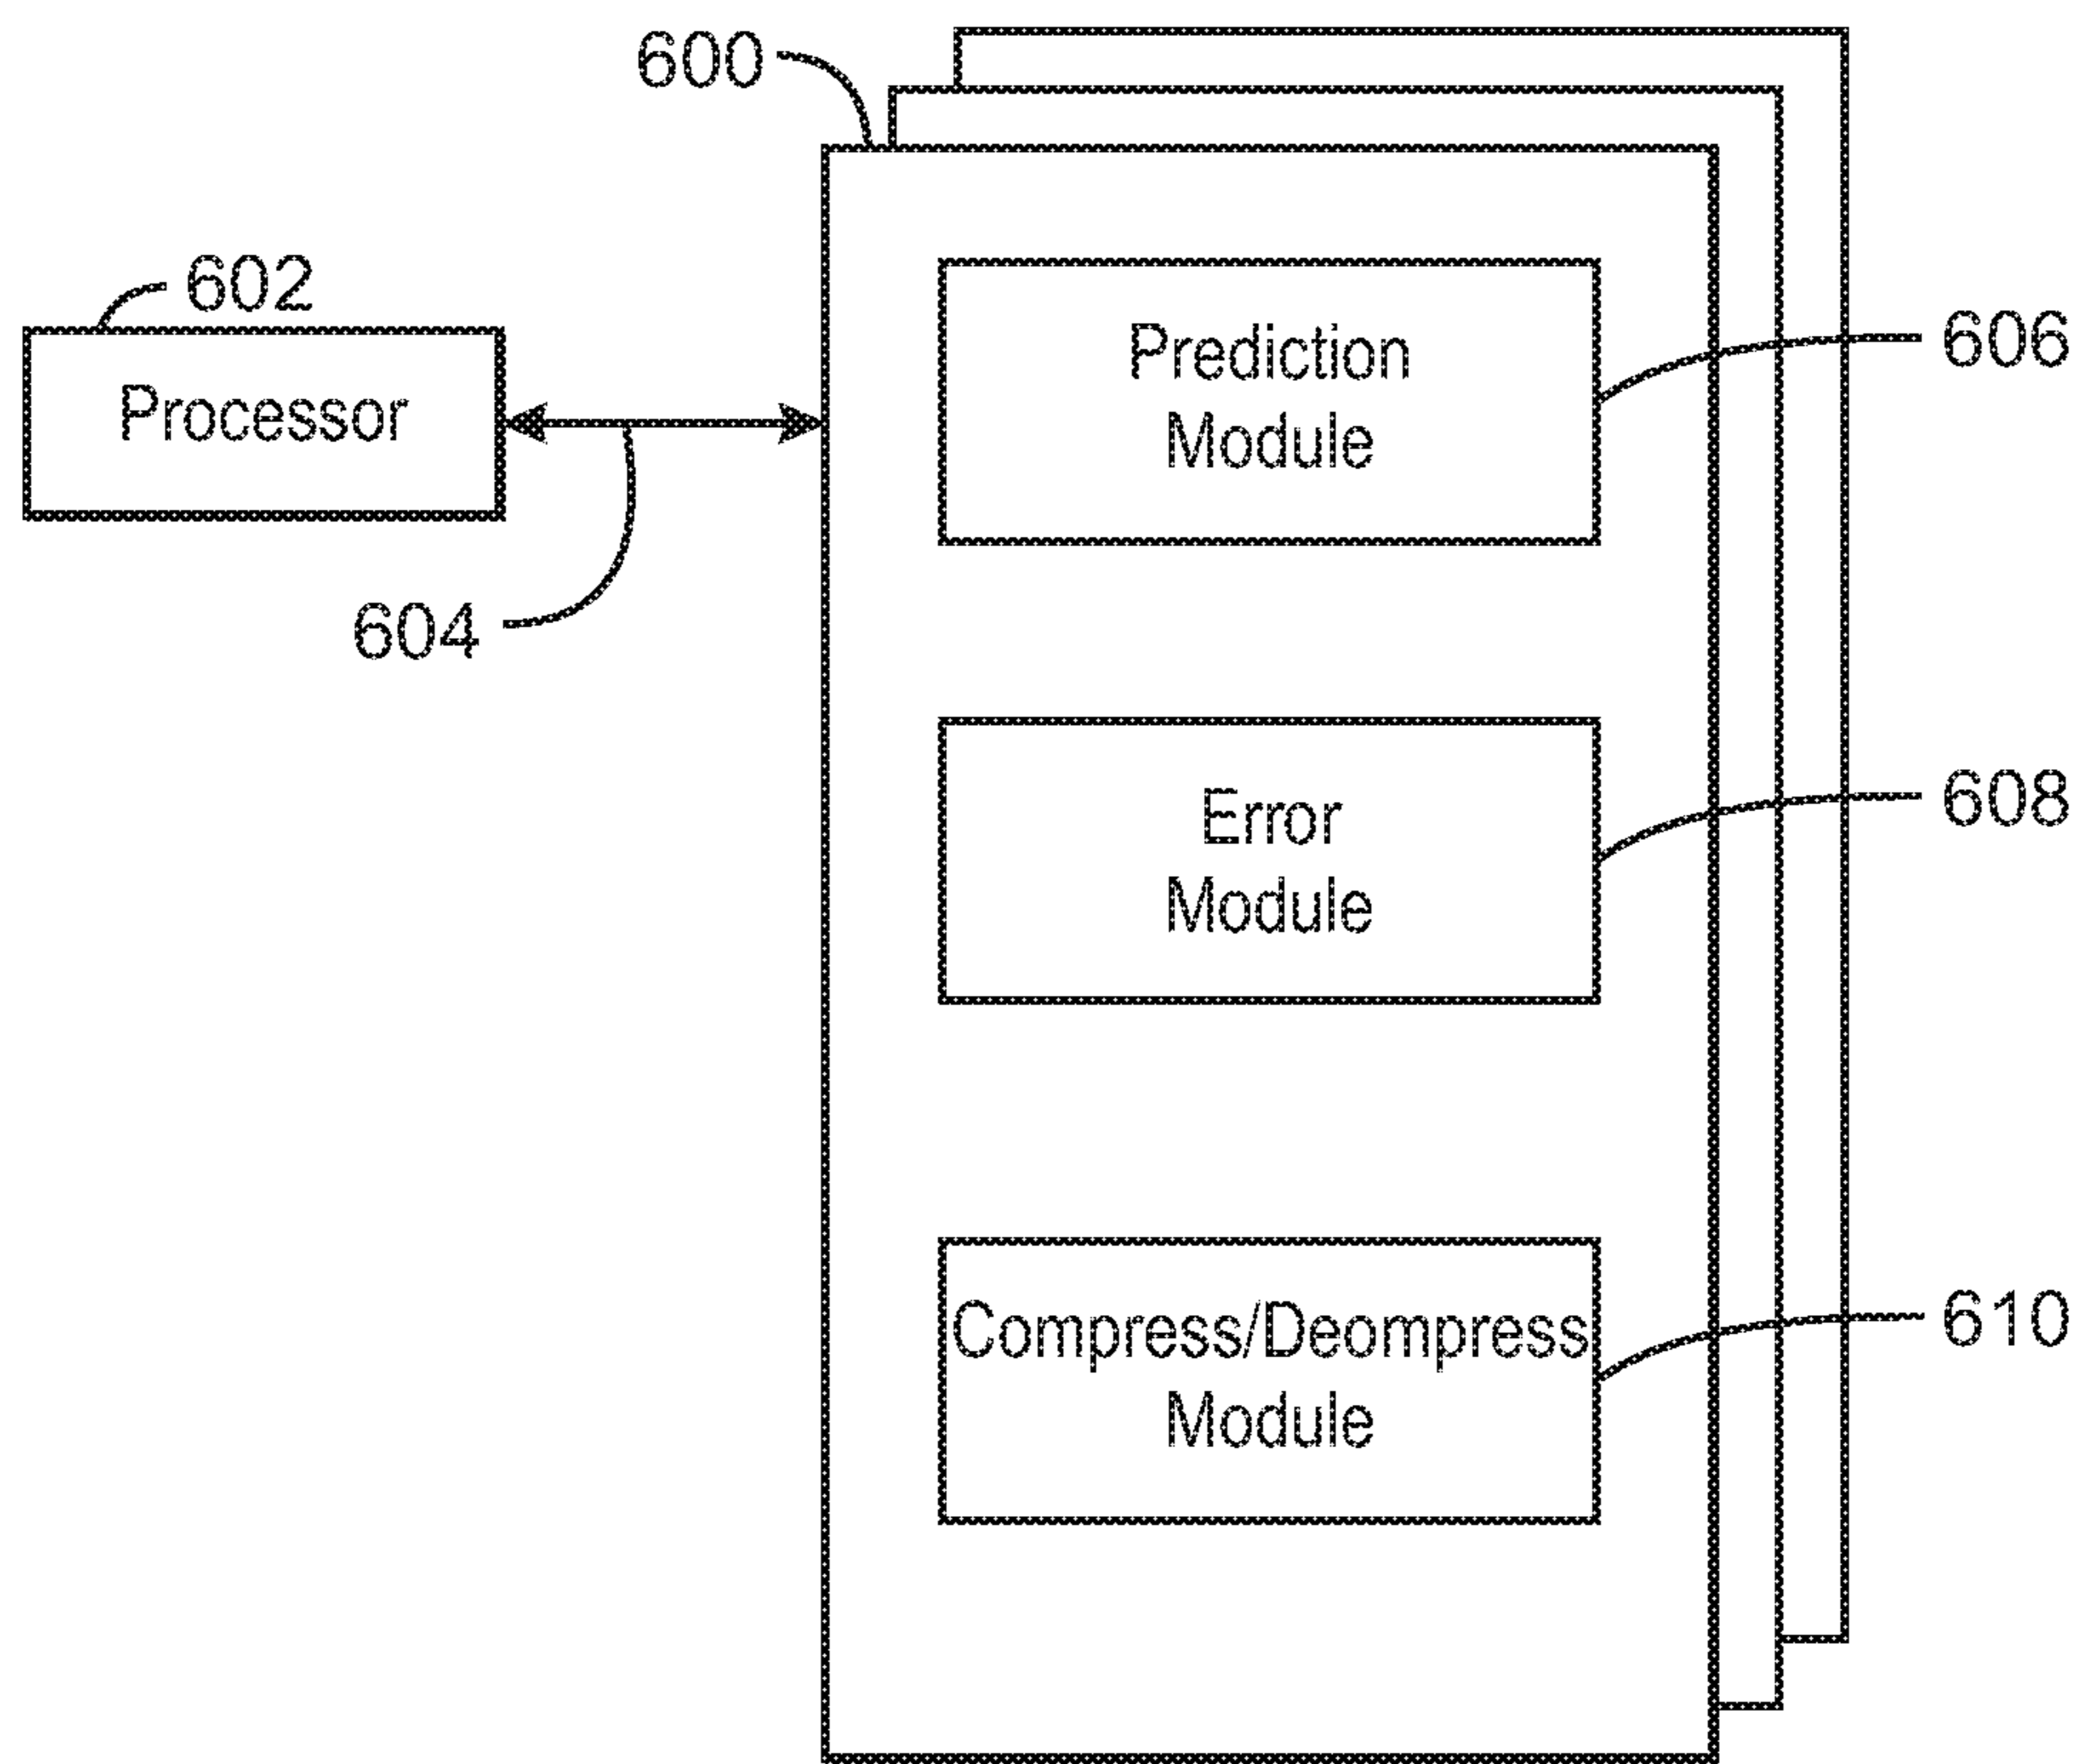 600
602
Processor
604
Prediction
Module
606
Error
Module
608
Compress/Deompress
Module
610